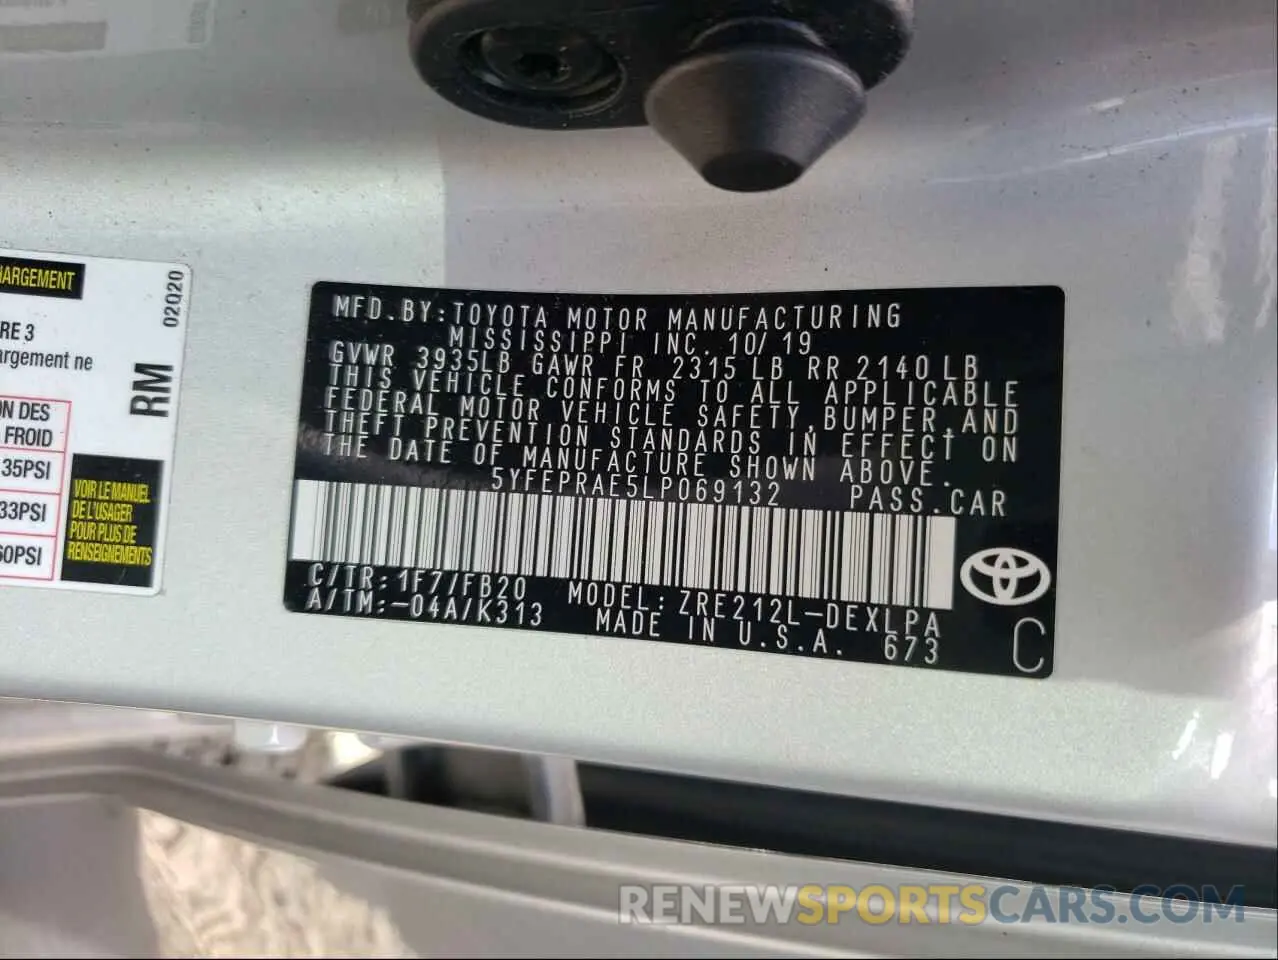 HARGEMENT
RE 3
argement ne
ON DES
FROID
35PSI
33PSI
60PSI
02Q20
RM
VOIR LE MANUEL
DE L'USAGER
POUR PLUS DE
RENSEIGNEMENTS
MFD.BY:TOYOTA MOTOR MANUFACTURING
MISSISSIPPI INC. 10/19
GVWR 3935LB GAWR FR 2315 LB RR 2140 LB
THIS VEHICLE CONFORMS TO ALL APPLICABLE
FEDERAL MOTOR VEHICLE SAFETY,BUMPER,AND
THEFT PREVENTION STANDARDS IN EFFECT ON
THE DATE OF MANUFACTURE SHOWN ABOVE.
5YFEPRAE5LP069132 PASS.CAR
C/TR:1F7/FB20 MODEL:ZRE212L-DEXLPA
A/TM:-04A/K313 MADE IN U.S.A. 673
C
RENEWSPORTSCARS.COM